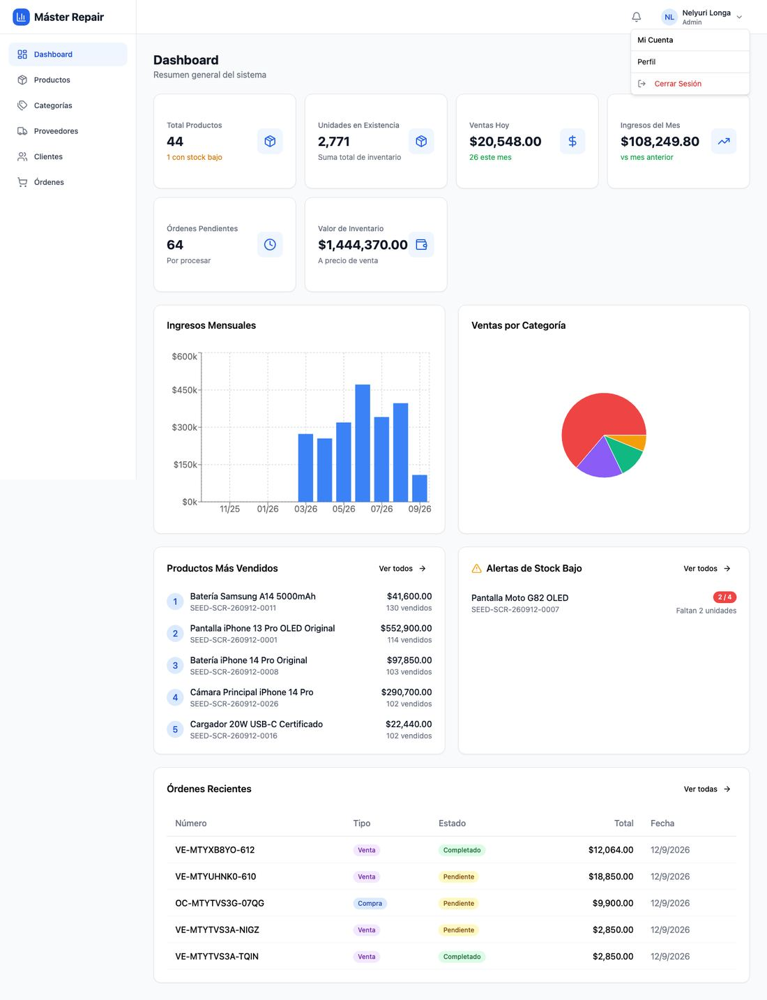 Máster Repair
NL
Nelyuri Longa
Admin
Mi Cuenta
Perfil
Cerrar Sesión
Dashboard
Productos
Categorías
Proveedores
Clientes
Órdenes
Dashboard
Resumen general del sistema
Total Productos
44
1 con stock bajo
Unidades en Existencia
2,771
Suma total de inventario
Ventas Hoy
$20,548.00
26 este mes
Ingresos del Mes
$108,249.80
vs mes anterior
Órdenes Pendientes
64
Por procesar
Valor de Inventario
$1,444,370.00
A precio de venta
Ingresos Mensuales
$600k
$450k
$300k
$150k
$0k
11/25 01/26 03/26 05/26 07/26 09/26
Ventas por Categoría
Productos Más Vendidos
Ver todos
1 Batería Samsung A14 5000mAh $41,600.00
SEED-SCR-260912-0011 130 vendidos
2 Pantalla iPhone 13 Pro OLED Original $552,900.00
SEED-SCR-260912-0001 114 vendidos
3 Batería iPhone 14 Pro Original $97,850.00
SEED-SCR-260912-0008 103 vendidos
4 Cámara Principal iPhone 14 Pro $290,700.00
SEED-SCR-260912-0026 102 vendidos
5 Cargador 20W USB-C Certificado $22,440.00
SEED-SCR-260912-0016 102 vendidos
Alertas de Stock Bajo
Ver todos
Pantalla Moto G82 OLED 2 / 4
SEED-SCR-260912-0007 Faltan 2 unidades
Órdenes Recientes
Ver todas
Número Tipo Estado Total Fecha
VE-MTYXB8YO-612 Venta Completado $12,064.00 12/9/2026
VE-MTYUHNK0-610 Venta Pendiente $18,850.00 12/9/2026
OC-MTYTVS3G-07QG Compra Pendiente $9,900.00 12/9/2026
VE-MTYTVS3A-NIGZ Venta Pendiente $2,850.00 12/9/2026
VE-MTYTVS3A-TQIN Venta Completado $2,850.00 12/9/2026